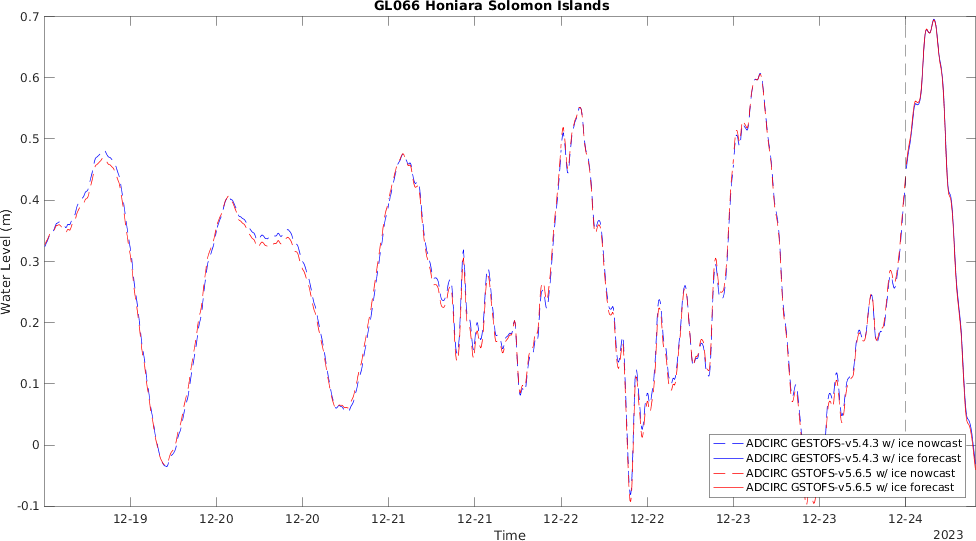 GL066 Honiara Solomon Islands
0.7
0.6
0.5
0.4
0.3
0.2
0.1
0
-0.1
Water Level (m)
ADCIRC GESTOFS-v5.4.3 w/ ice nowcast
ADCIRC GESTOFS-v5.4.3 w/ ice forecast
ADCIRC GSTOFS-v5.6.5 w/ ice nowcast
ADCIRC GSTOFS-v5.6.5 w/ ice forecast
12-19 12-20 12-20 12-21 12-21 12-22 12-22 12-23 12-23 12-24
Time
2023